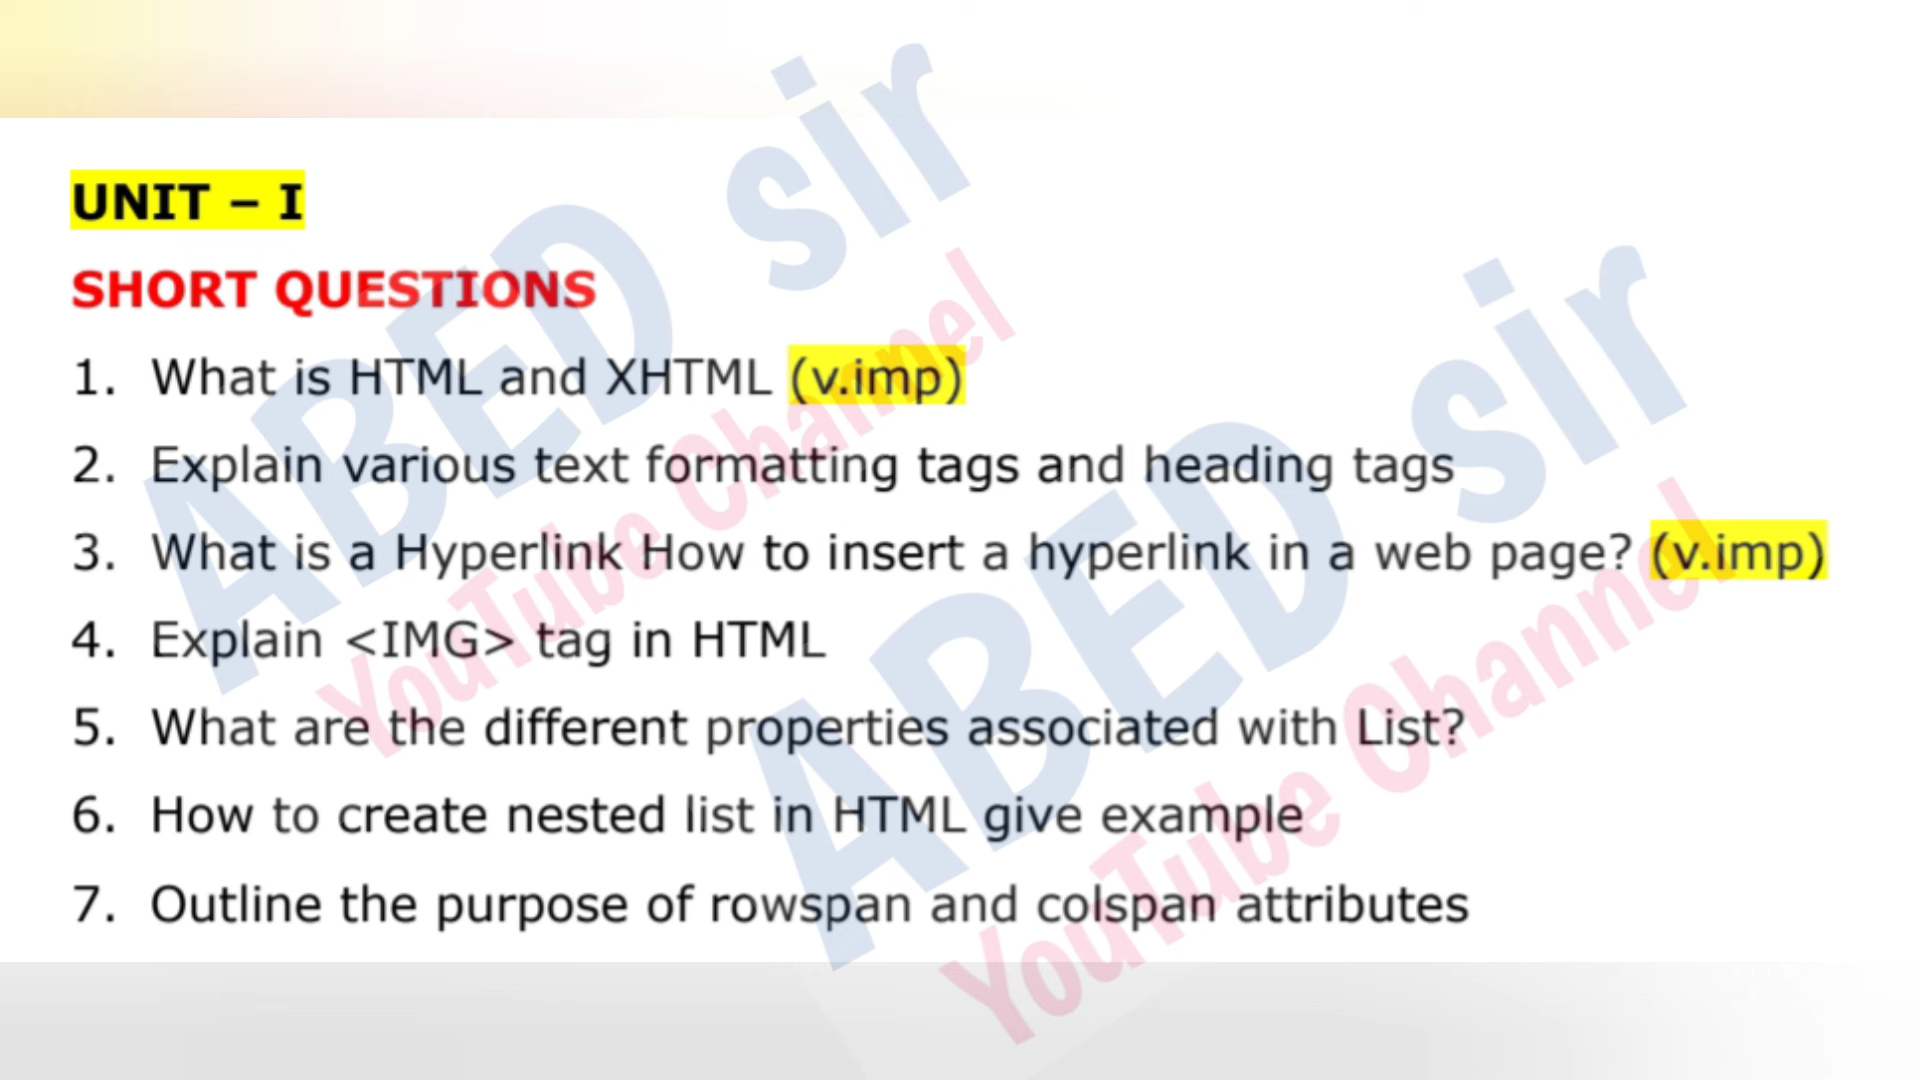 UNIT – I
SHORT QUESTIONS
1. What is HTML and XHTML (v.imp)
2. Explain various text formatting tags and heading tags
3. What is a Hyperlink How to insert a hyperlink in a web page? (v.imp)
4. Explain <IMG> tag in HTML
5. What are the different properties associated with List?
6. How to create nested list in HTML give example
7. Outline the purpose of rowspan and colspan attributes
ABED sir
YouTube Channel
ABED sir
YouTube Channel